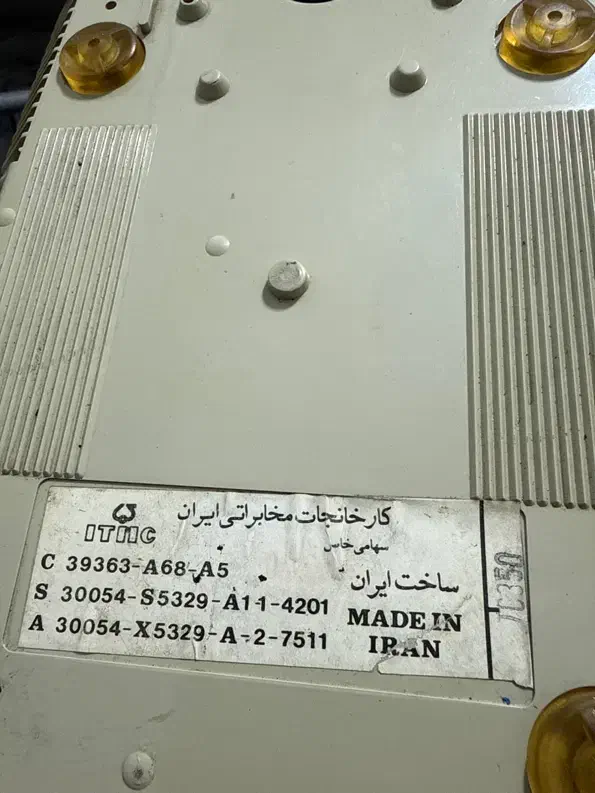 کارخانجات مخابراتی ایران
سهامی خاص
ITMC
C 39363-A68-A5
ساخت ایران
S 30054-S5329-A11-4201
MADE IN
A 30054-X5329-A-2-7511
IRAN